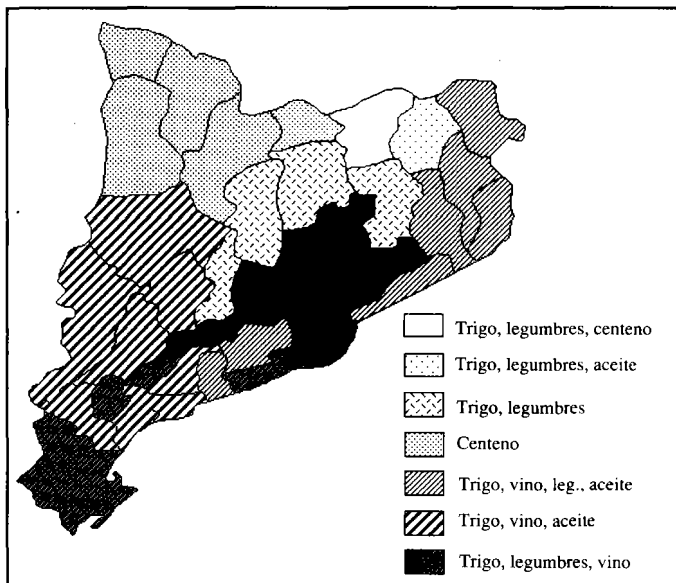 Trigo, legumbres, centeno
Trigo, legumbres, aceite
Trigo, legumbres
Centeno
Trigo, vino, leg., aceite
Trigo, vino, aceite
Trigo, legumbres, vino